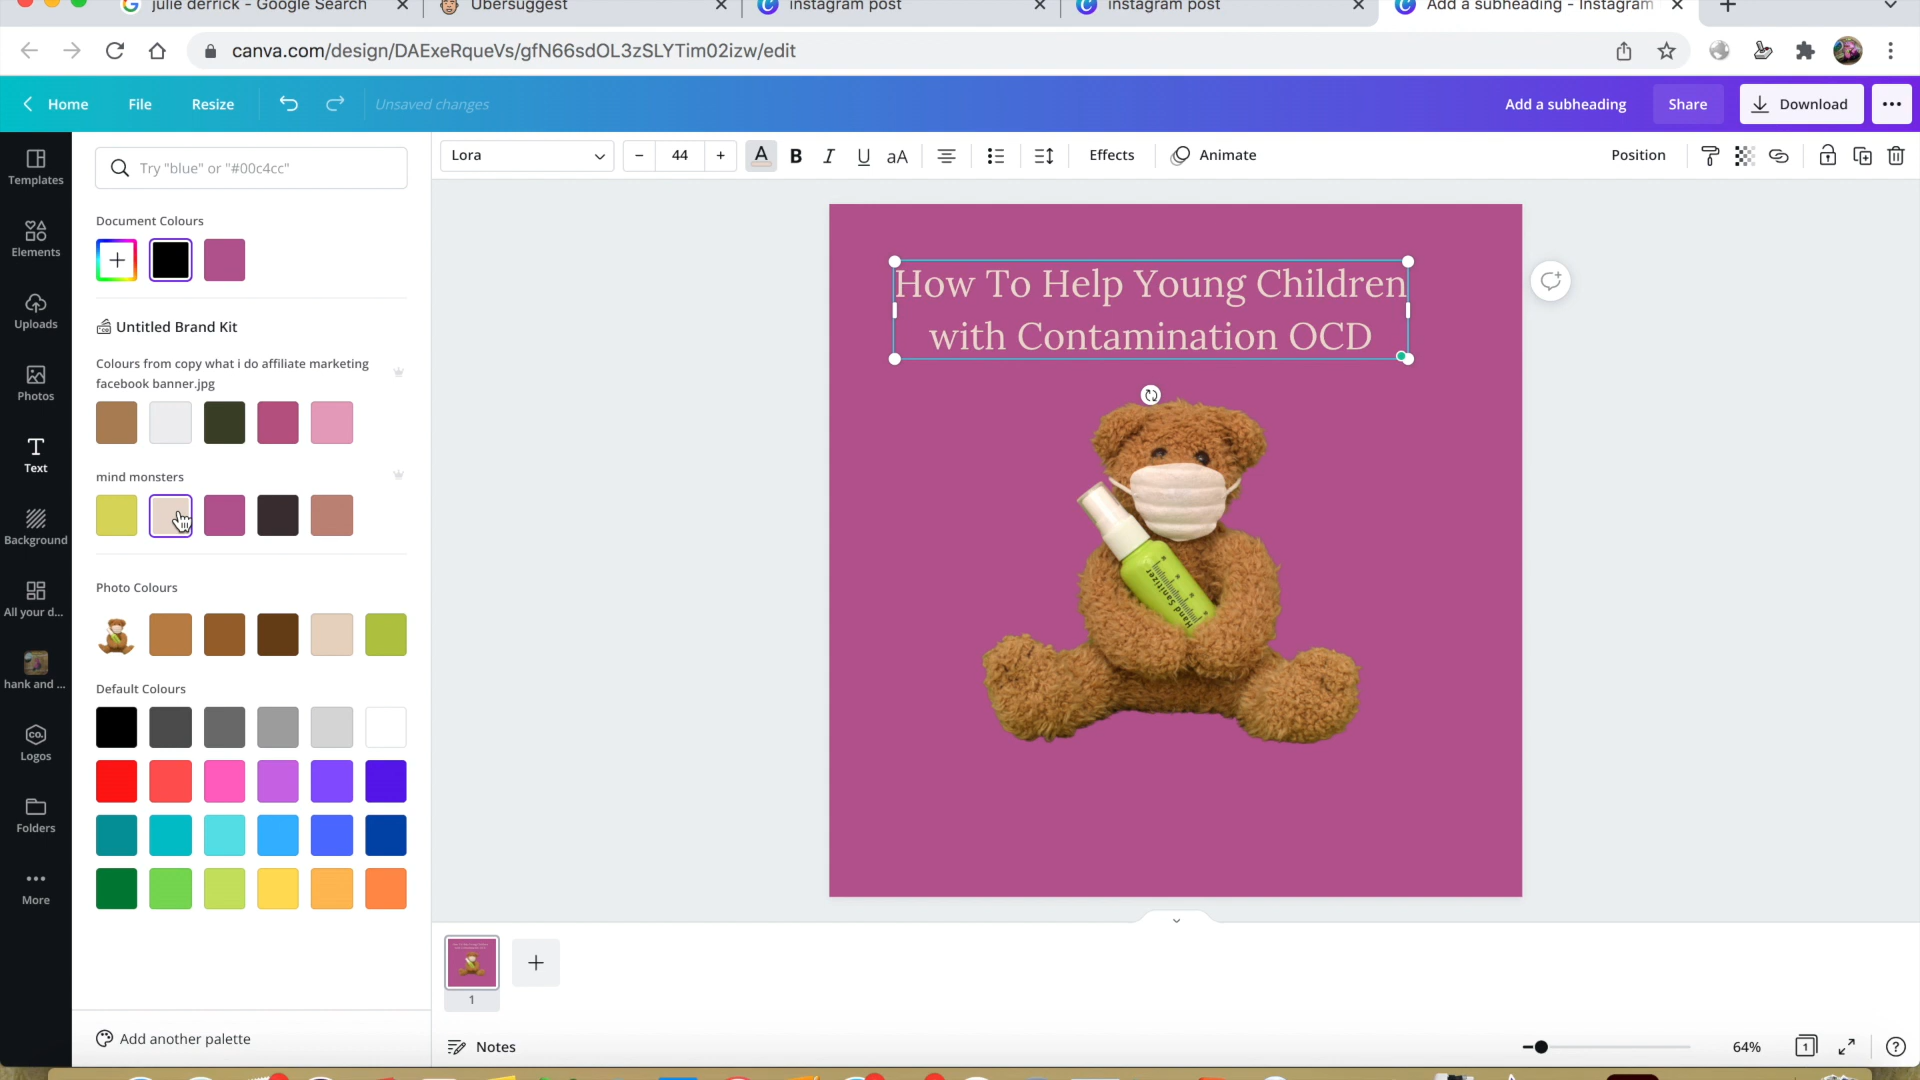 julie derrick - Google Search
Ubersuggest
instagram post
instagram post
Add a subheading - Instagram
canva.com/design/DAExeRqueVs/gfN66sdOL3zSLYTim02izw/edit
Home
File
Resize
Unsaved changes
Add a subheading
Share
Download
Templates
Elements
Uploads
Photos
Text
Background
All your d...
hank and ...
Logos
Folders
More
Try "blue" or "#00c4cc"
Document Colours
Untitled Brand Kit
Colours from copy what i do affiliate marketing
facebook banner.jpg
mind monsters
Photo Colours
Default Colours
Add another palette
Lora
44
A
B
I
U
aA
Effects
Animate
Position
How To Help Young Children
with Contamination OCD
Hand Sanitizer
1
Notes
64%
1